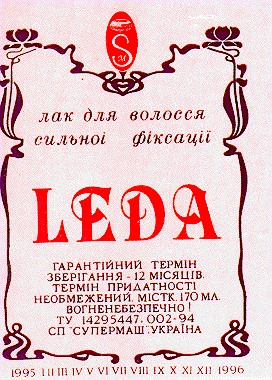 S
M
лак для волосся
сильної фіксації
LEDA
ГАРАНТІЙНИЙ ТЕРМІН
ЗБЕРІГАННЯ - 12 МІСЯЦІВ.
ТЕРМІН ПРИДАТНОСТІ
НЕОБМЕЖЕНИЙ. МІСТК. 170 МЛ.
ВОГНЕНЕБЕЗПЕЧНО!
ТУ 14295447. 002-94
СП "СУПЕРМАШ", УКРАЇНА
1995 I II III IV V VI VII VIII IX X XI XII 1996